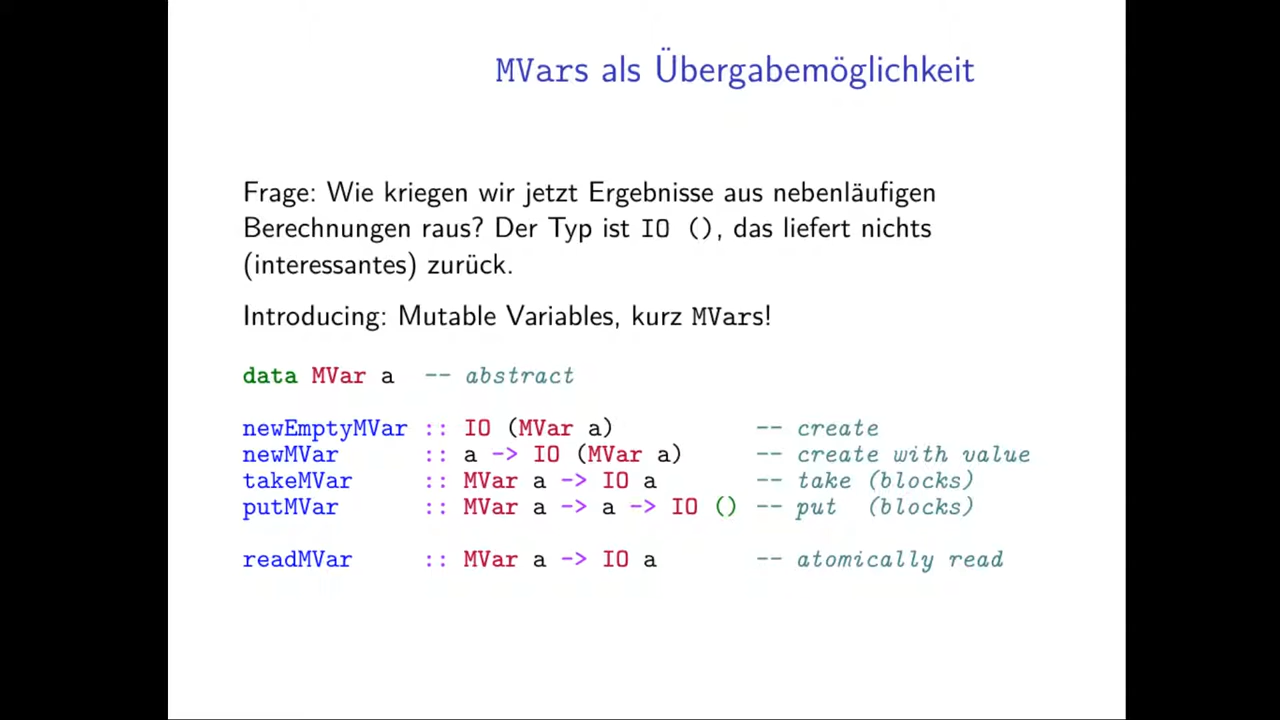 MVars als Übergabemöglichkeit
Frage: Wie kriegen wir jetzt Ergebnisse aus nebenläufigen
Berechnungen raus? Der Typ ist IO (), das liefert nichts
(interessantes) zurück.
Introducing: Mutable Variables, kurz MVars!
data MVar a -- abstract
newEmptyMVar :: IO (MVar a) -- create
newMVar :: a -> IO (MVar a) -- create with value
takeMVar :: MVar a -> IO a -- take (blocks)
putMVar :: MVar a -> a -> IO () -- put (blocks)
readMVar :: MVar a -> IO a -- atomically read